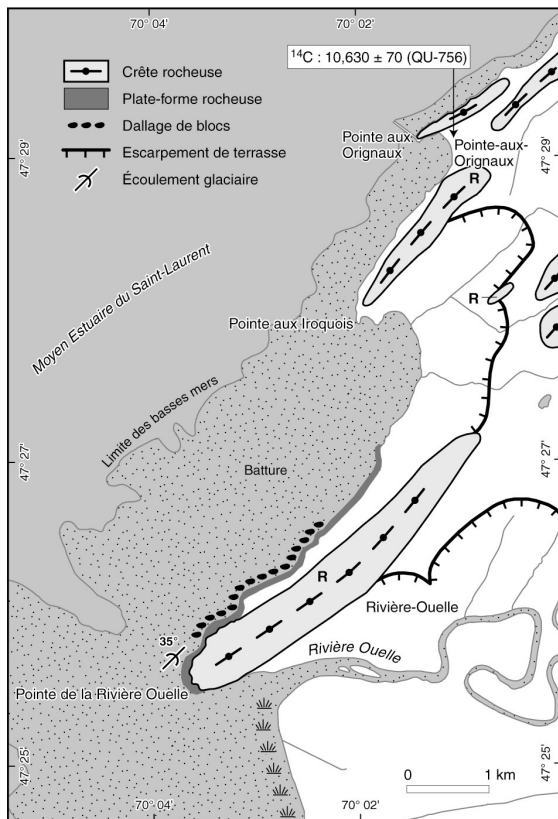 70° 04'
70° 02'
¹⁴C : 10,630 ± 70 (QU-756)
Crête rocheuse
Plate-forme rocheuse
Dallage de blocs
Escarpement de terrasse
Écoulement glaciaire
Pointe aux
Orignaux
Pointe-aux-
Orignaux
47° 29'
47° 29'
R
Moyen Estuaire du Saint-Laurent
R
Pointe aux Iroquois
Limite des basses mers
47° 27'
47° 27'
Batture
R
Rivière-Ouelle
35°
Rivière Ouelle
Pointe de la Rivière Ouelle
47° 25'
47° 25'
0
1 km
70° 04'
70° 02'